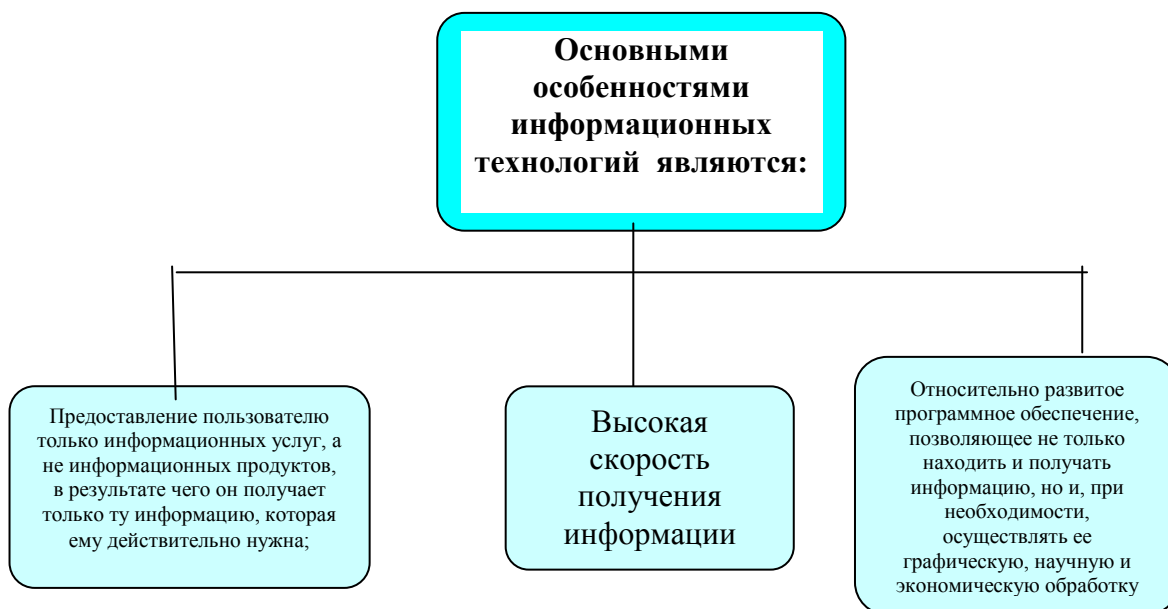 Основными
особенностями
информационных
технологий являются:
Предоставление пользователю
только информационных услуг, а
не информационных продуктов,
в результате чего он получает
только ту информацию, которая
ему действительно нужна;
Высокая
скорость
получения
информации
Относительно развитое
программное обеспечение,
позволяющее не только
находить и получать
информацию, но и, при
необходимости,
осуществлять ее
графическую, научную и
экономическую обработку